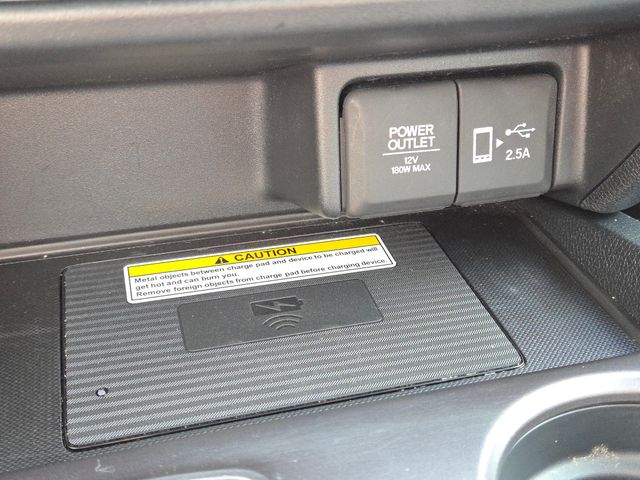 POWER
OUTLET
12V
180W MAX
2.5A
CAUTION
Metal objects between charge pad and device to be charged will
get hot and can burn you.
Remove foreign objects from charge pad before charging device.